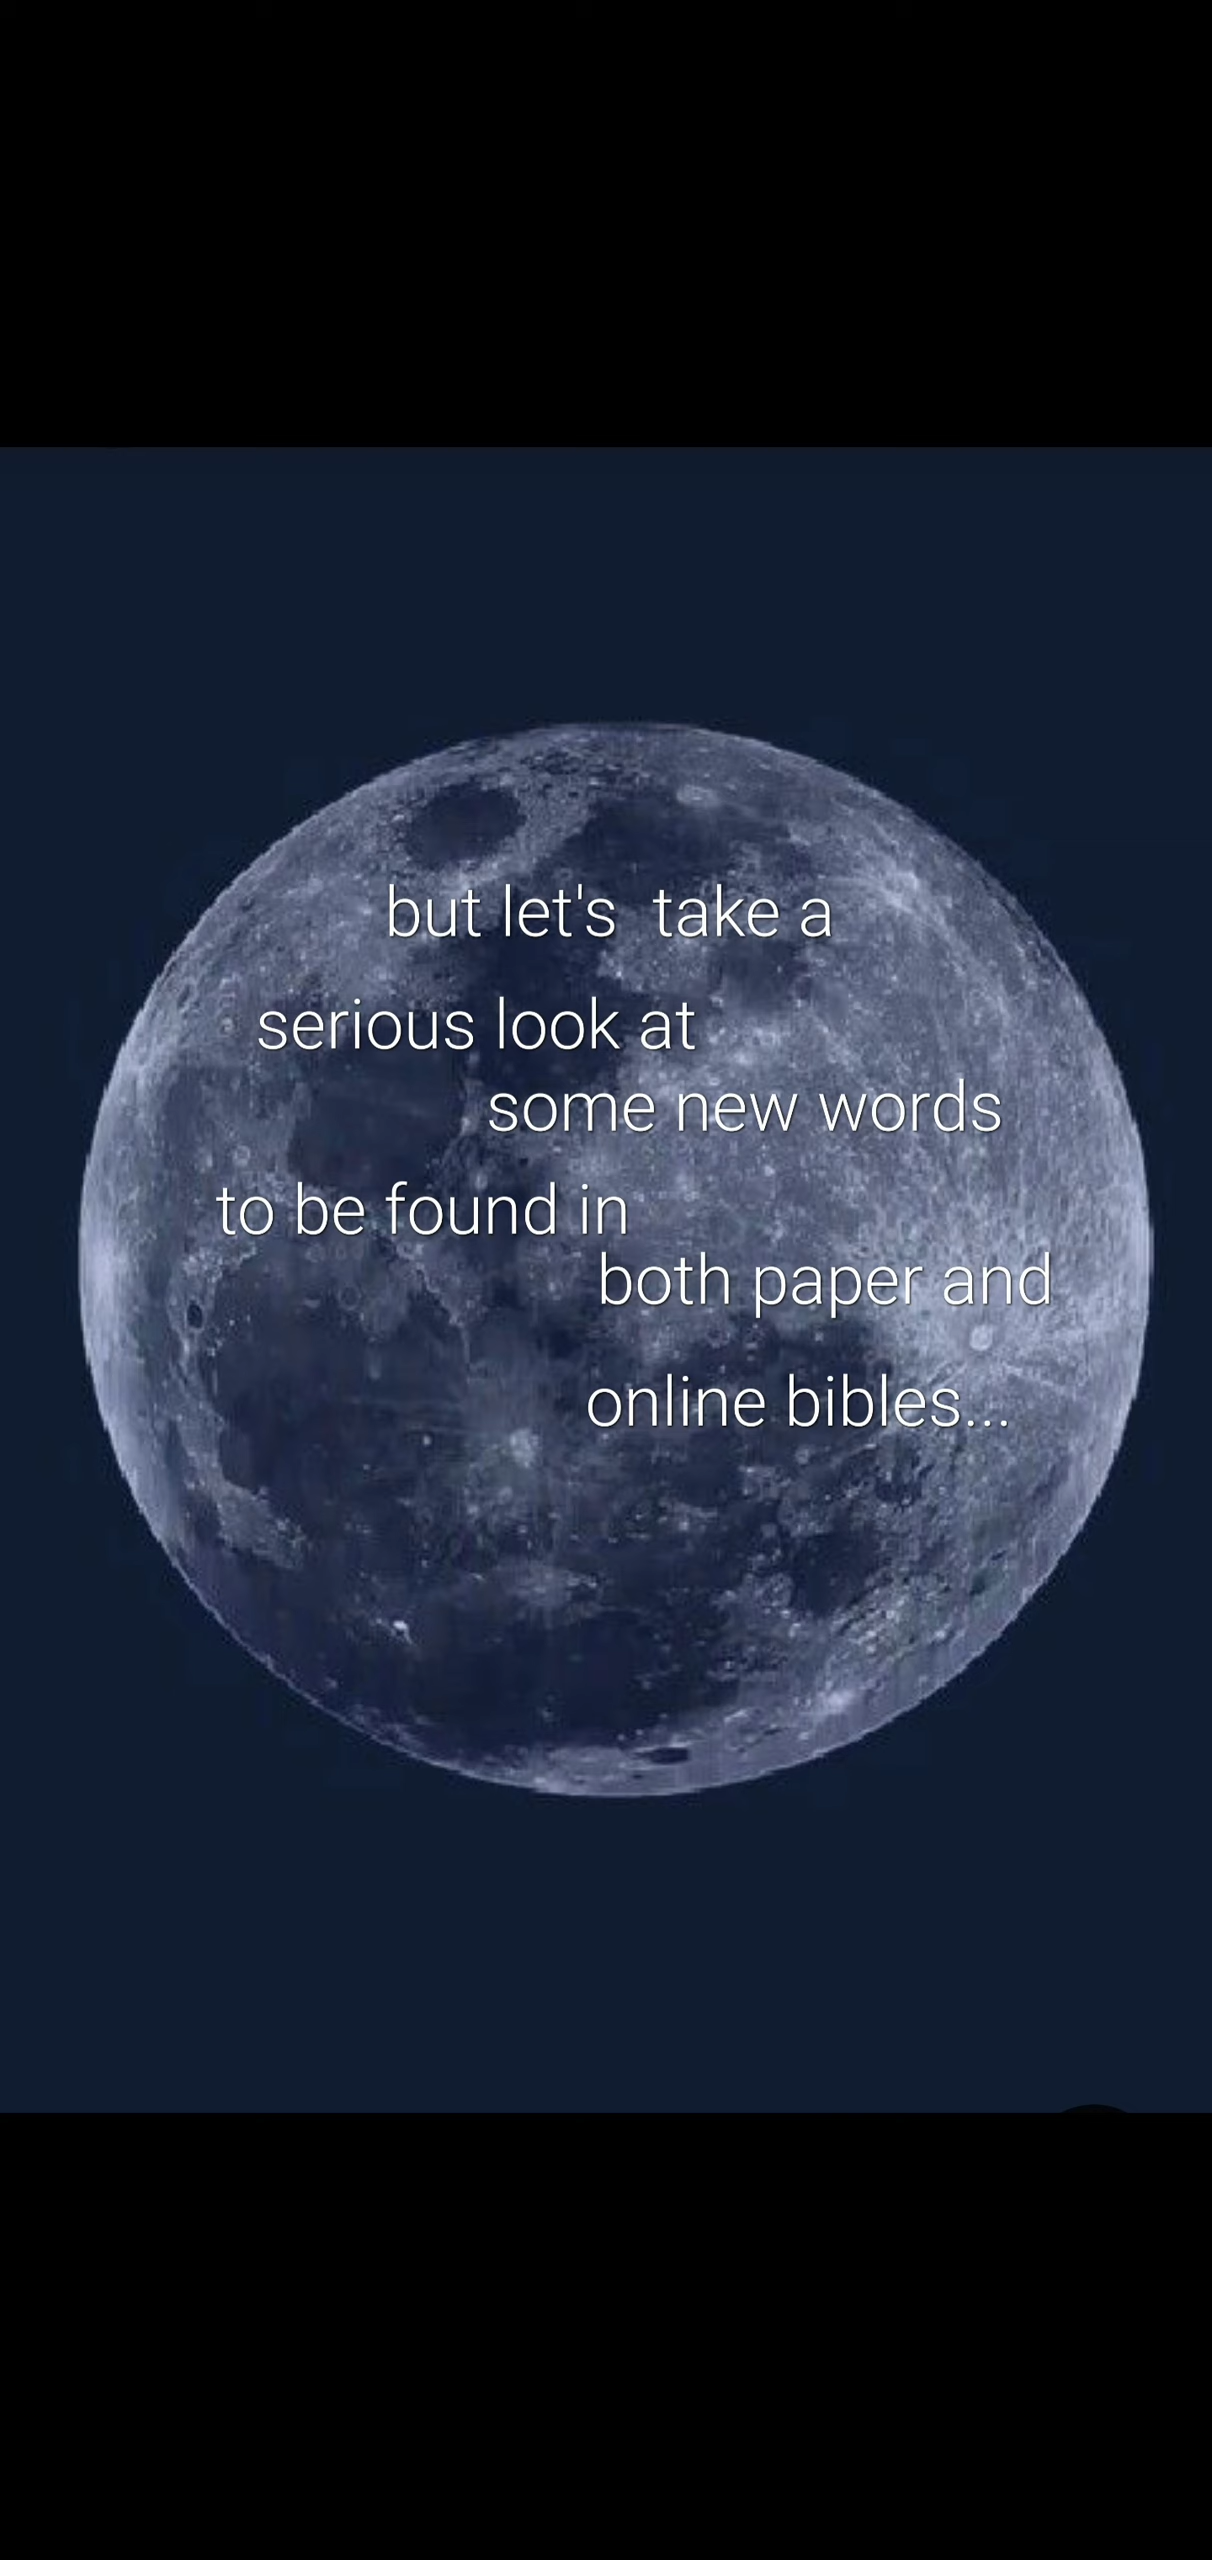 but let's  take a
serious look at
some new words
to be found in
both paper and
online bibles...